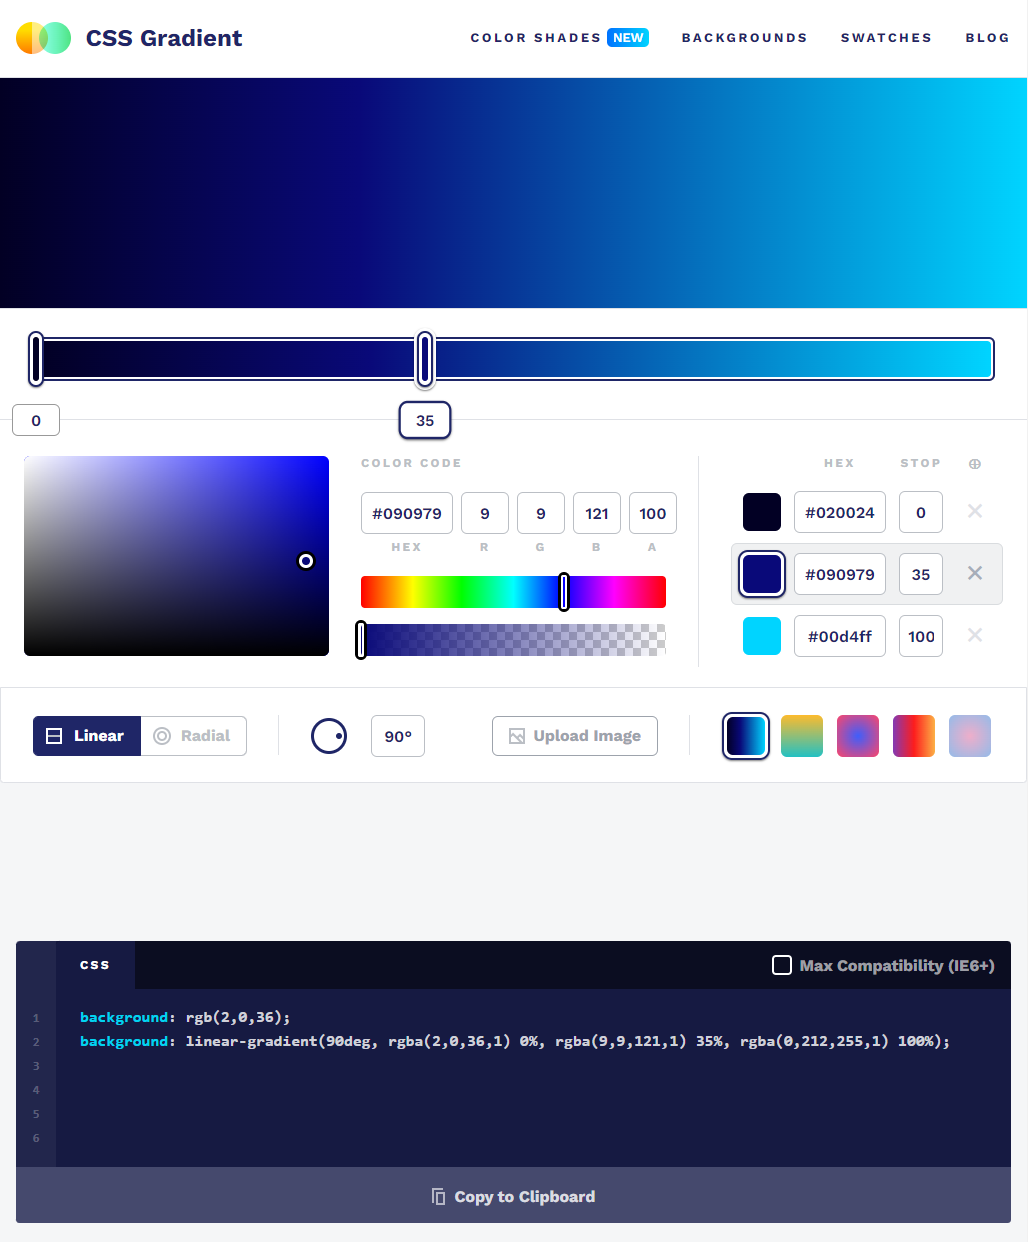 CSS Gradient
COLOR SHADES NEW BACKGROUNDS SWATCHES BLOG
0 35
COLOR CODE
#090979 9 9 121 100
HEX R G B A
HEX STOP
#020024 0
#090979 35
#00d4ff 100
Linear Radial 90° Upload Image
CSS Max Compatibility (IE6+)
1 background: rgb(2,0,36);
2 background: linear-gradient(90deg, rgba(2,0,36,1) 0%, rgba(9,9,121,1) 35%, rgba(0,212,255,1) 100%);
3
4
5
6
Copy to Clipboard